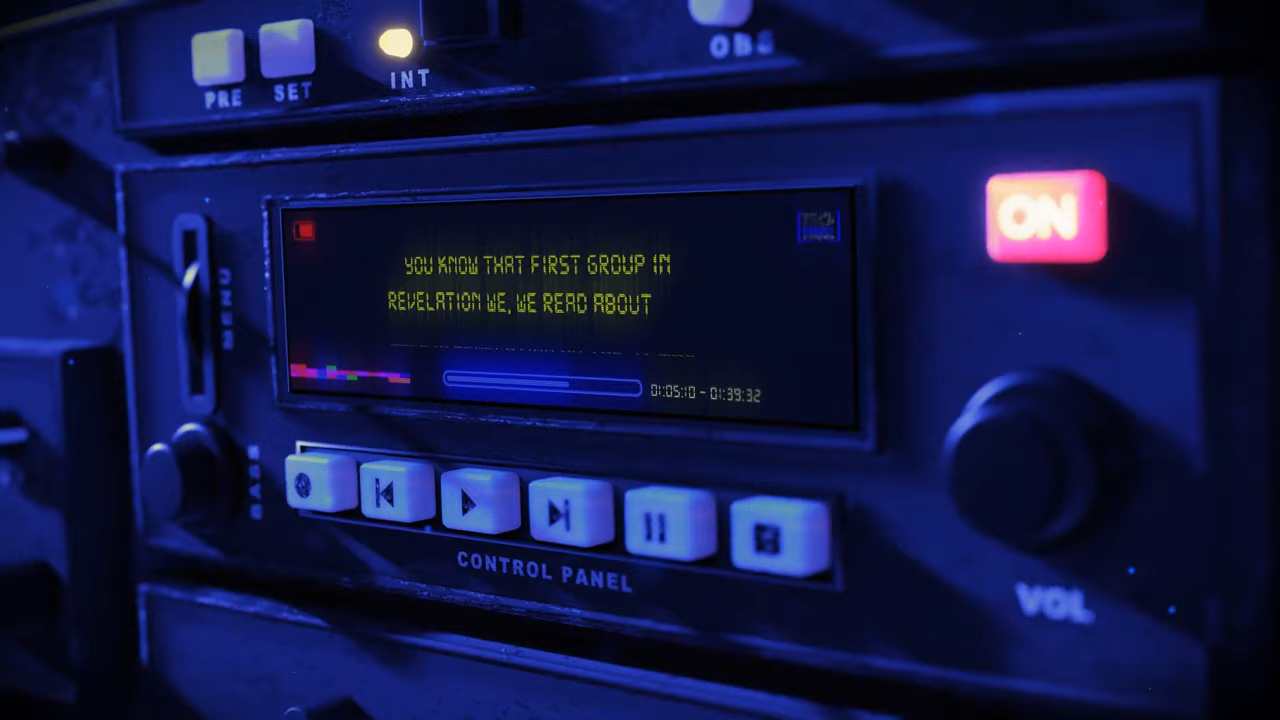 PRE
SET
INT
OBS
ON
MENU
YOU KNOW THAT FIRST GROUP IN
REVELATION WE, WE READ ABOUT
01:05:10 - 01:39:32
CONTROL PANEL
VOL